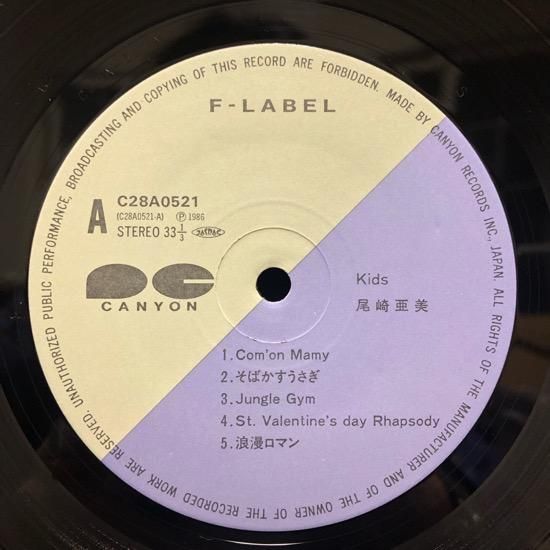 UNAUTHORIZED PUBLIC PERFORMANCE, BROADCASTING AND COPYING OF THIS RECORD ARE FORBIDDEN. MADE BY CANYON RECORDS INC., JAPAN. ALL RIGHTS OF THE MANUFACTURER AND OF THE OWNER OF THE RECORDED WORK ARE RESERVED.
F-LABEL
A
C28A0521
(C28A0521-A) Ⓟ 1986
STEREO 33 1/3 JASRAC
CANYON
Kids
尾崎亜美
1.Com'on Mamy
2.そばかすうさぎ
3.Jungle Gym
4.St. Valentine's day Rhapsody
5.浪漫ロマン